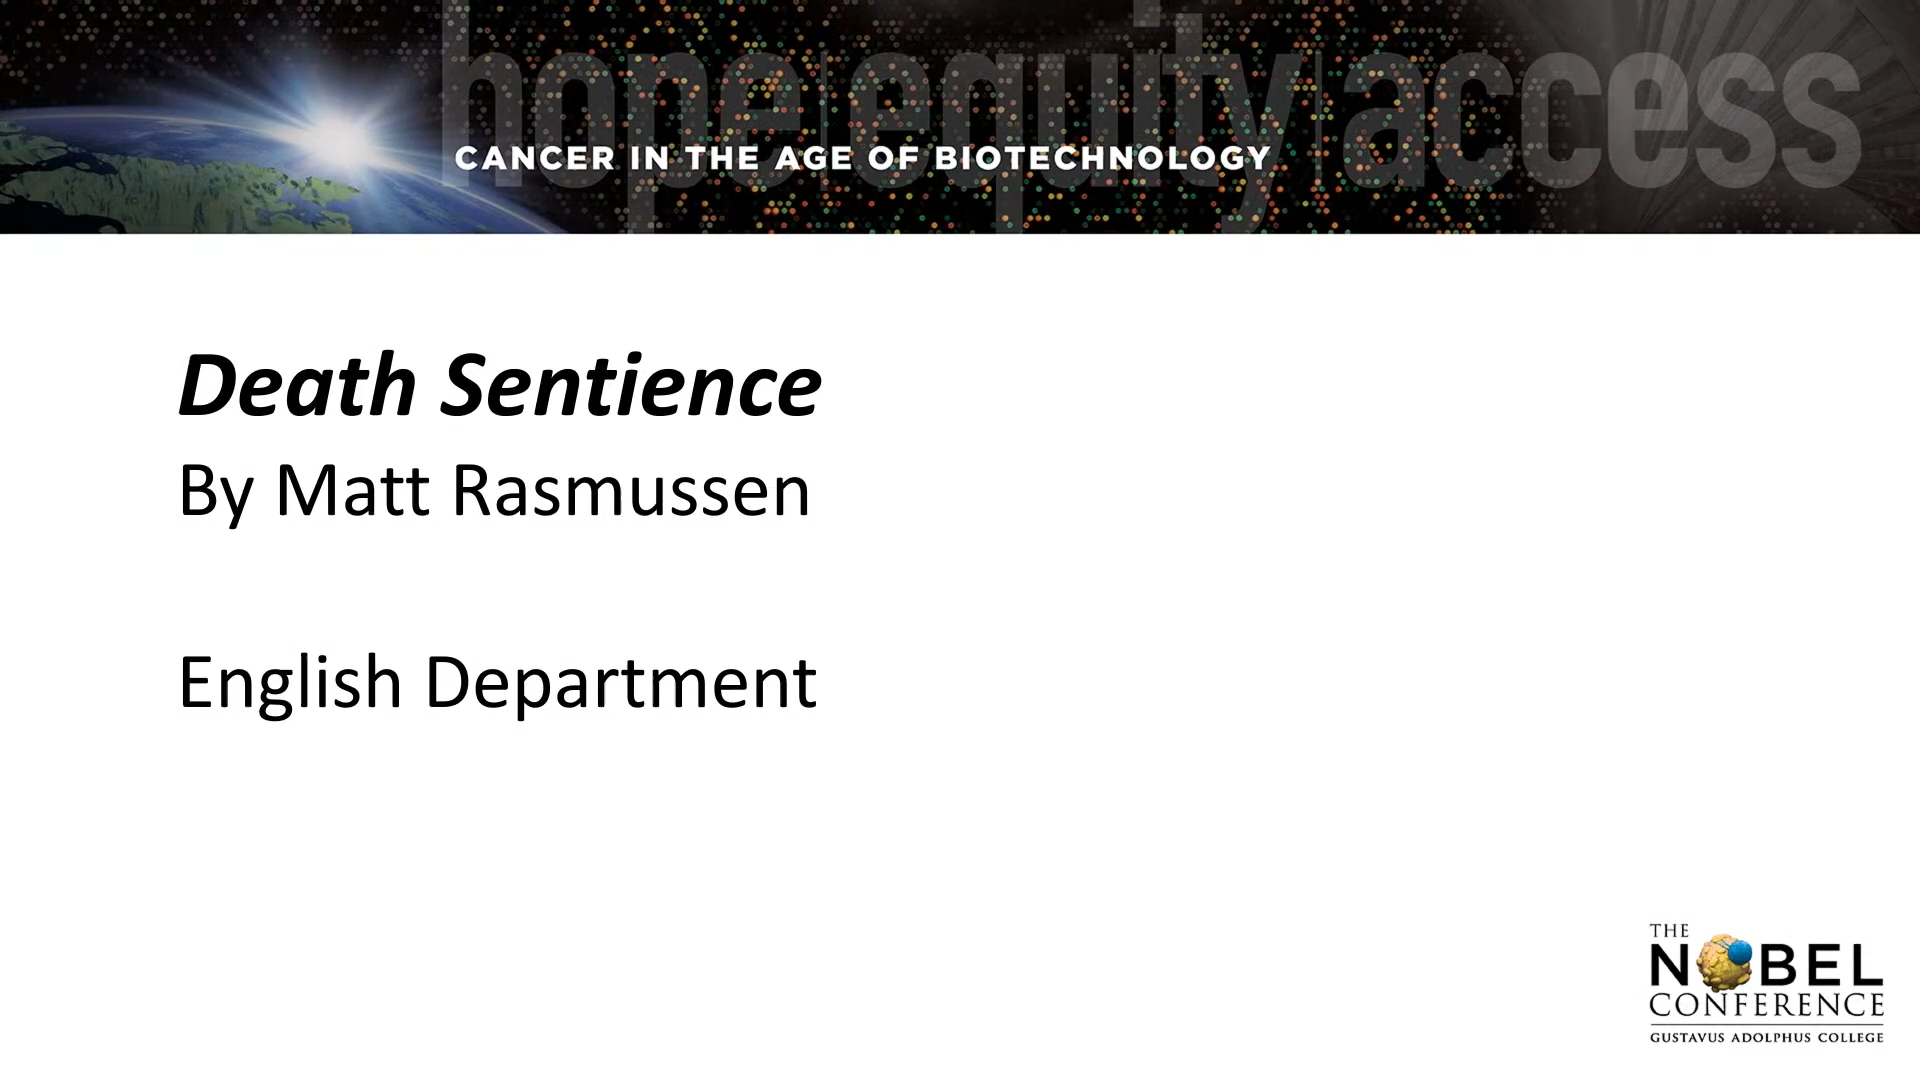 hope|equity|access
CANCER IN THE AGE OF BIOTECHNOLOGY
Death Sentience
By Matt Rasmussen
English Department
THE
NOBEL
CONFERENCE
GUSTAVUS ADOLPHUS COLLEGE